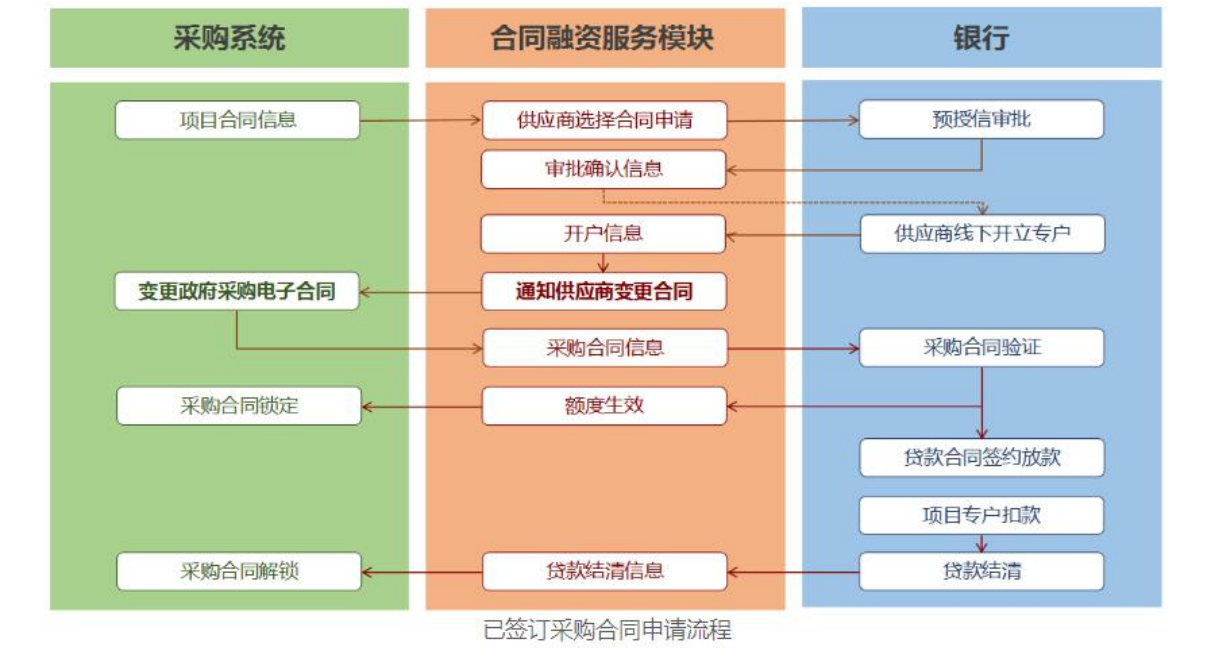 采购系统
合同融资服务模块
银行
项目合同信息
供应商选择合同申请
预授信审批
审批确认信息
开户信息
供应商线下开立专户
变更政府采购电子合同
通知供应商变更合同
采购合同信息
采购合同验证
采购合同锁定
额度生效
贷款合同签约放款
项目专户扣款
采购合同解锁
贷款结清信息
贷款结清
已签订采购合同申请流程